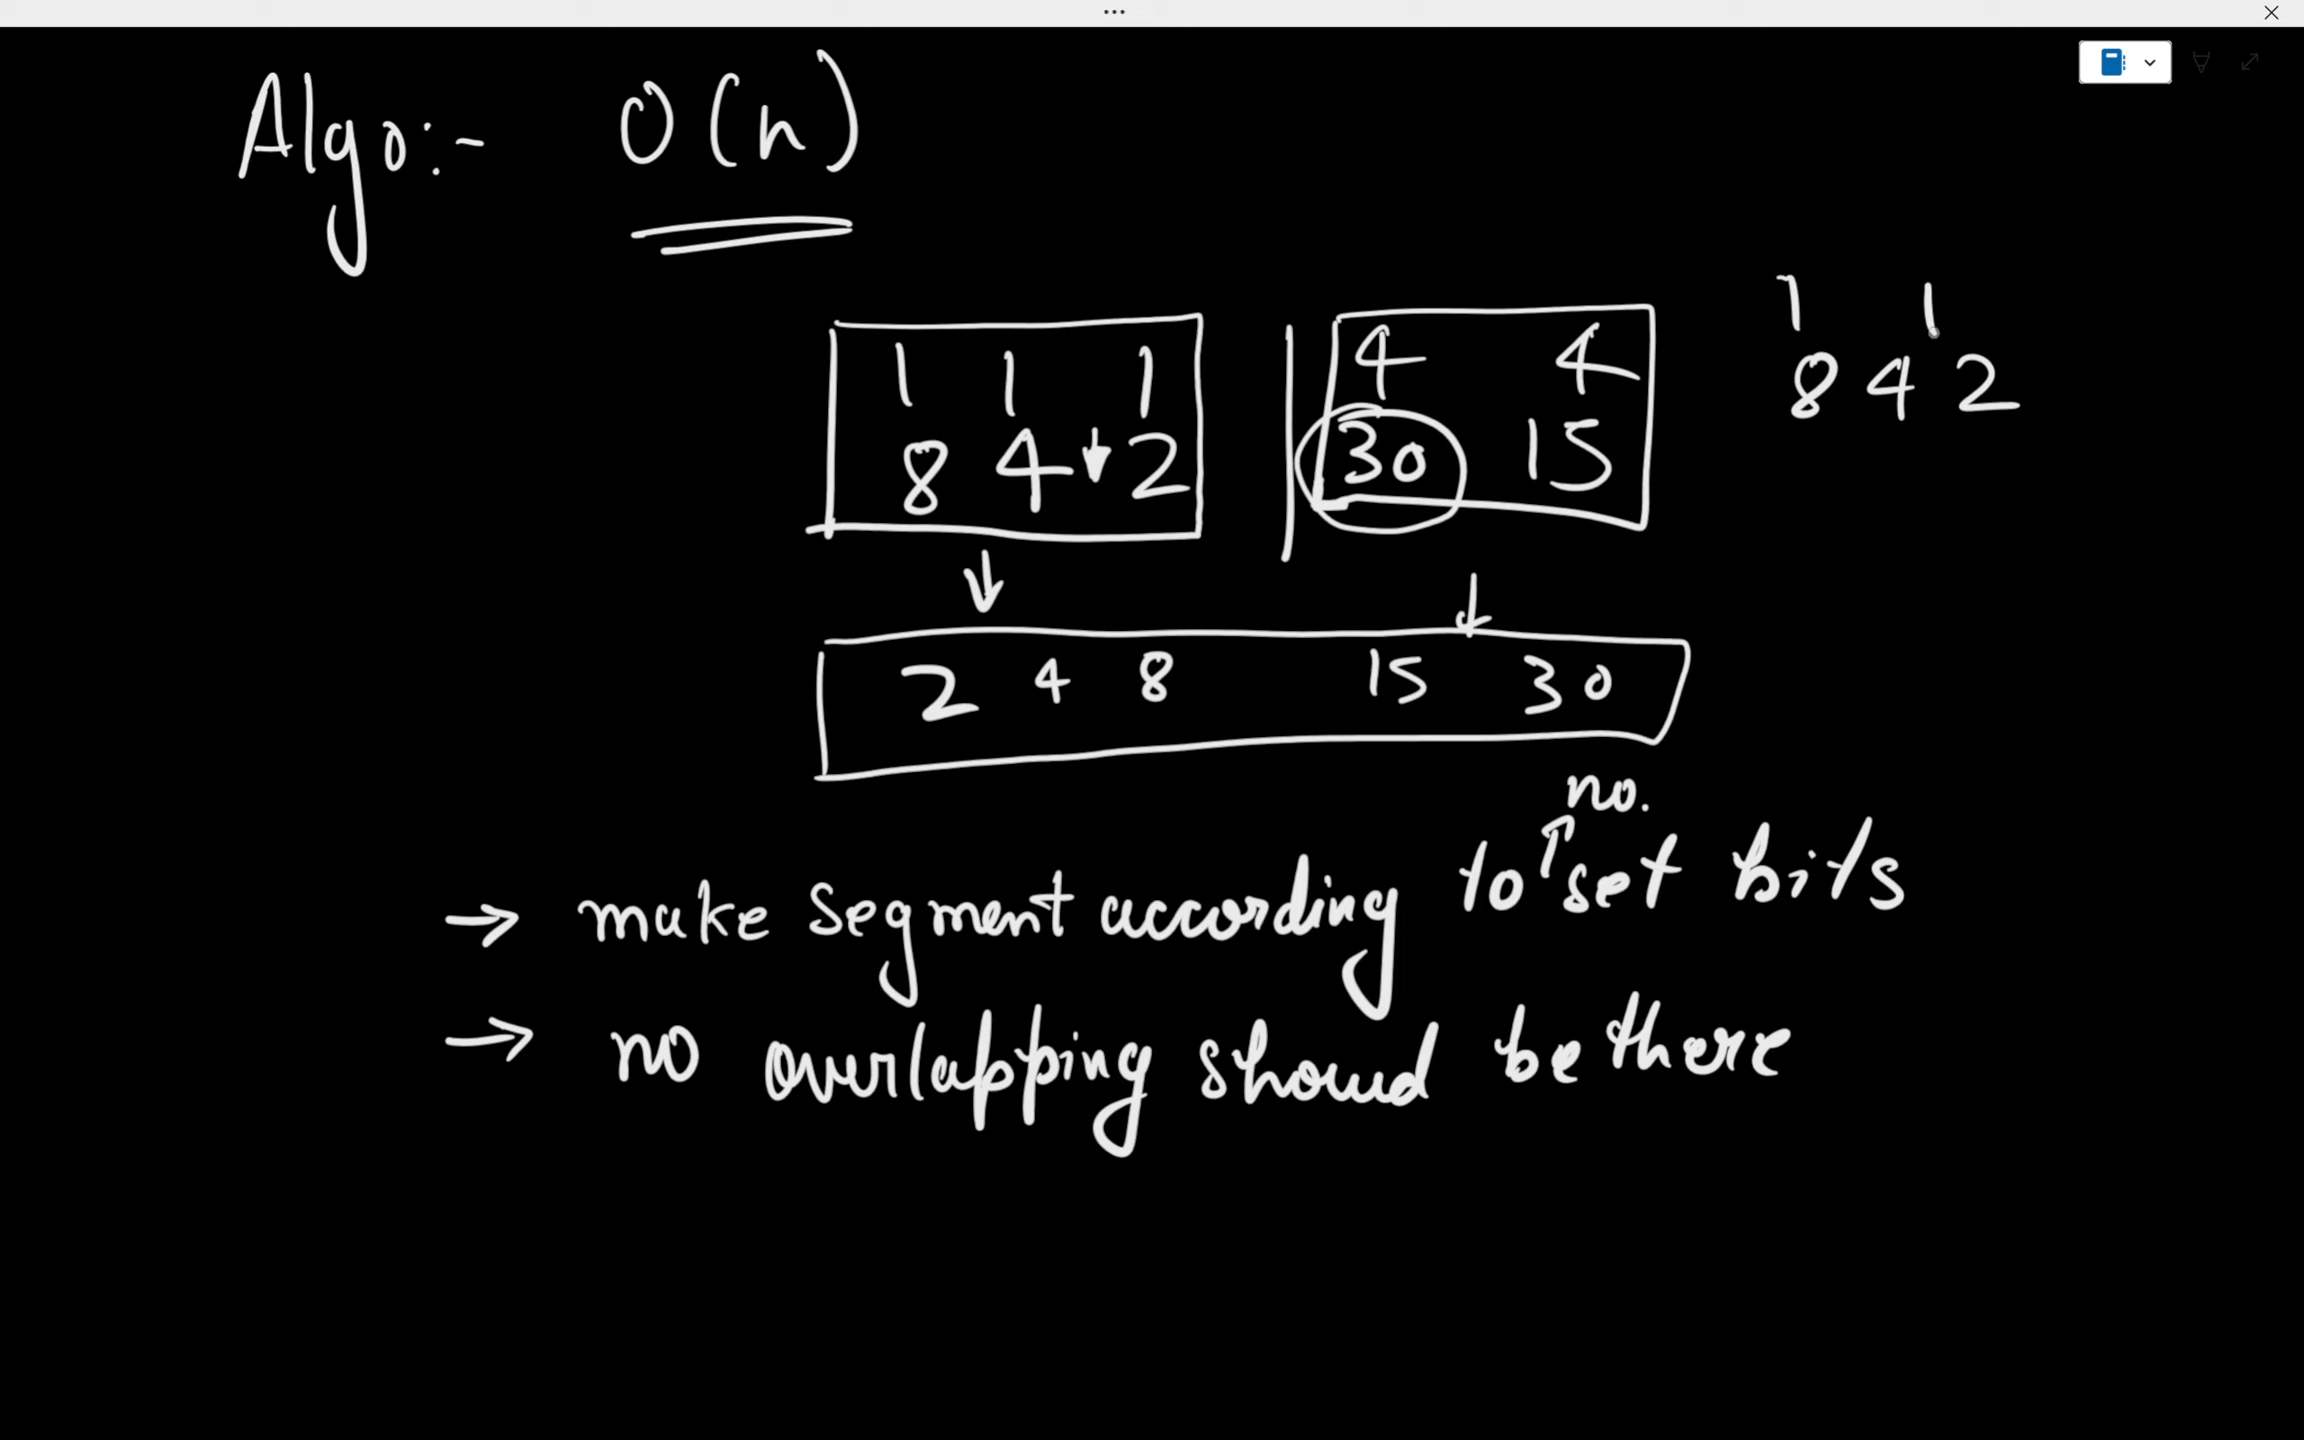 Algo:- O(n)
1 1 1 4 4 1 1
8 4 2 30 15 8 4 2
2 4 8 15 30
no.
→ make segment according to set bits
→ no overlapping should be there